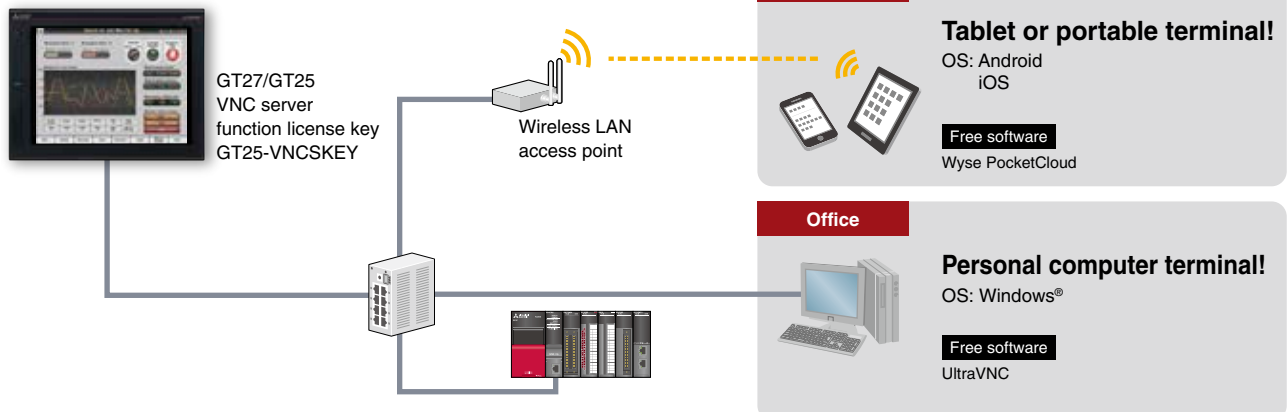 GT27/GT25
VNC server
function license key
GT25-VNCSKEY
Wireless LAN
access point
Tablet or portable terminal!
OS: Android
iOS
Free software
Wyse PocketCloud
Office
Personal computer terminal!
OS: Windows®
Free software
UltraVNC